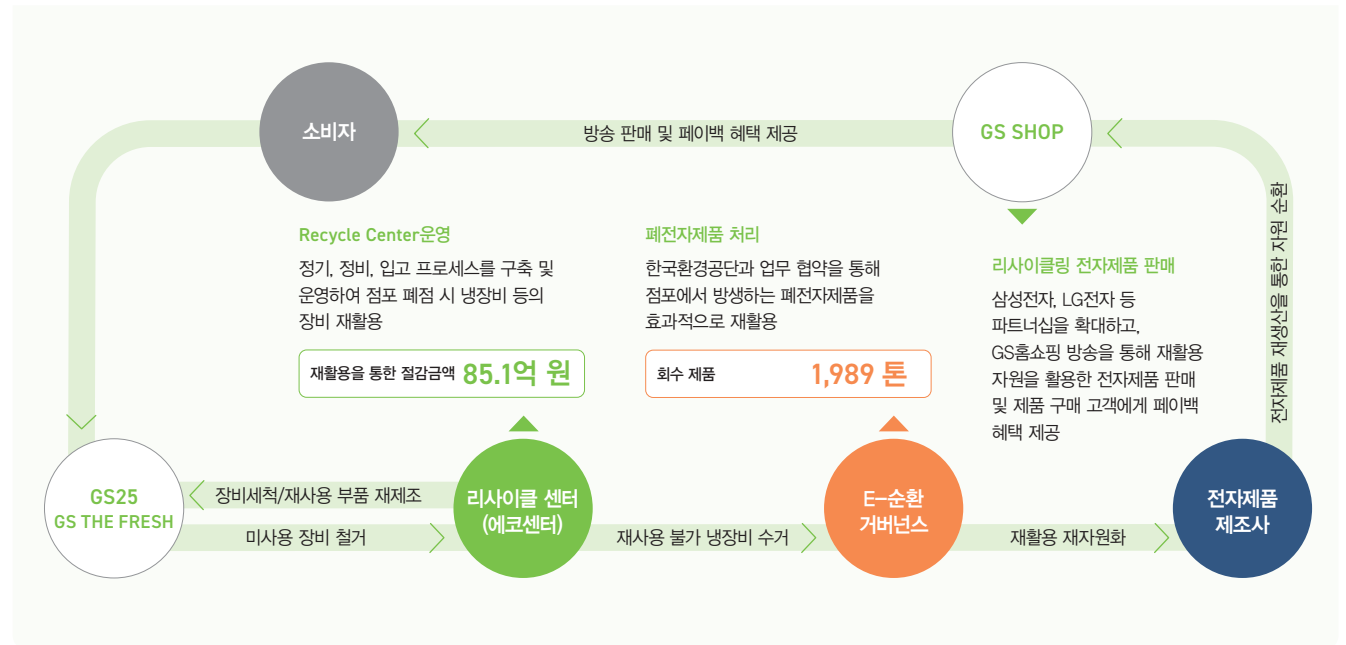 소비자
방송 판매 및 페이백 혜택 제공
GS SHOP
전자제품 재생산을 통한 자원 순환
Recycle Center운영
정기, 정비, 입고 프로세스를 구축 및
운영하여 점포 폐점 시 냉장비 등의
장비 재활용
재활용을 통한 절감금액 85.1억 원
폐전자제품 처리
한국환경공단과 업무 협약을 통해
점포에서 방생하는 폐전자제품을
효과적으로 재활용
회수 제품 1,989 톤
리사이클링 전자제품 판매
삼성전자, LG전자 등
파트너십을 확대하고,
GS홈쇼핑 방송을 통해 재활용
자원을 활용한 전자제품 판매
및 제품 구매 고객에게 페이백
혜택 제공
GS25
GS THE FRESH
장비세척/재사용 부품 재제조
미사용 장비 철거
리사이클 센터
(에코센터)
재사용 불가 냉장비 수거
E-순환
거버넌스
재활용 재자원화
전자제품
제조사